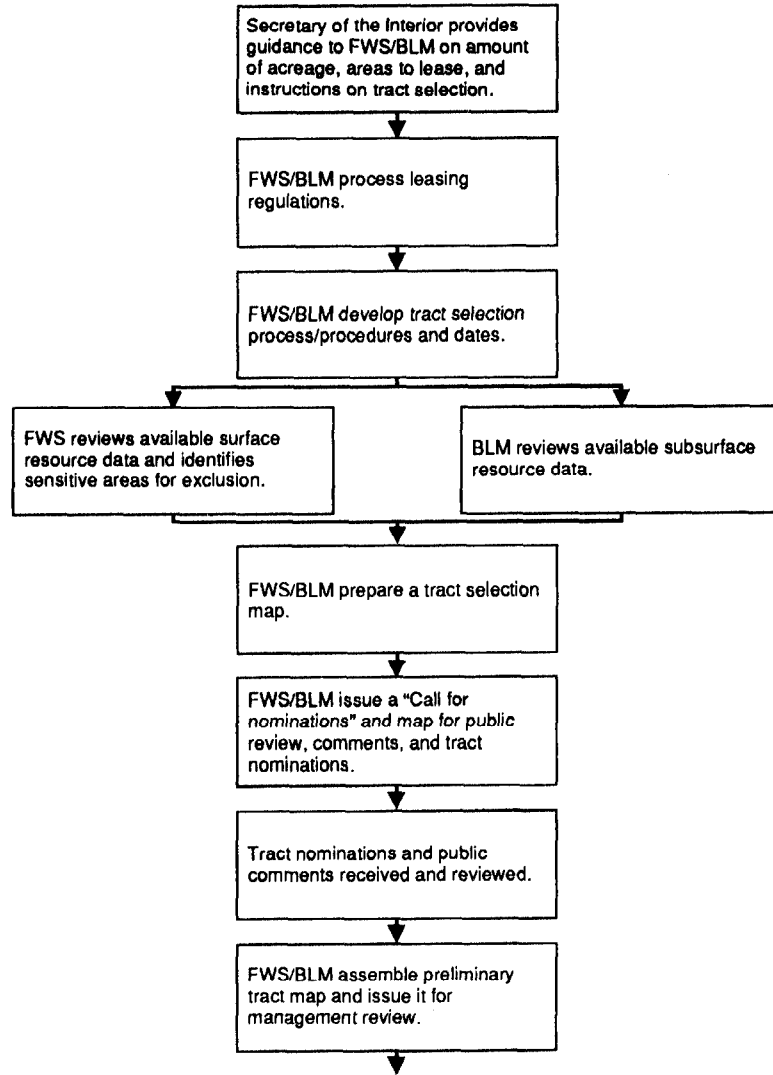 Secretary of the Interior provides
guidance to FWS/BLM on amount
of acreage, areas to lease, and
instructions on tract selection.
FWS/BLM process leasing
regulations.
FWS/BLM develop tract selection
process/procedures and dates.
FWS reviews available surface
resource data and identifies
sensitive areas for exclusion.
BLM reviews available subsurface
resource data.
FWS/BLM prepare a tract selection
map.
FWS/BLM issue a "Call for
nominations" and map for public
review, comments, and tract
nominations.
Tract nominations and public
comments received and reviewed.
FWS/BLM assemble preliminary
tract map and issue it for
management review.